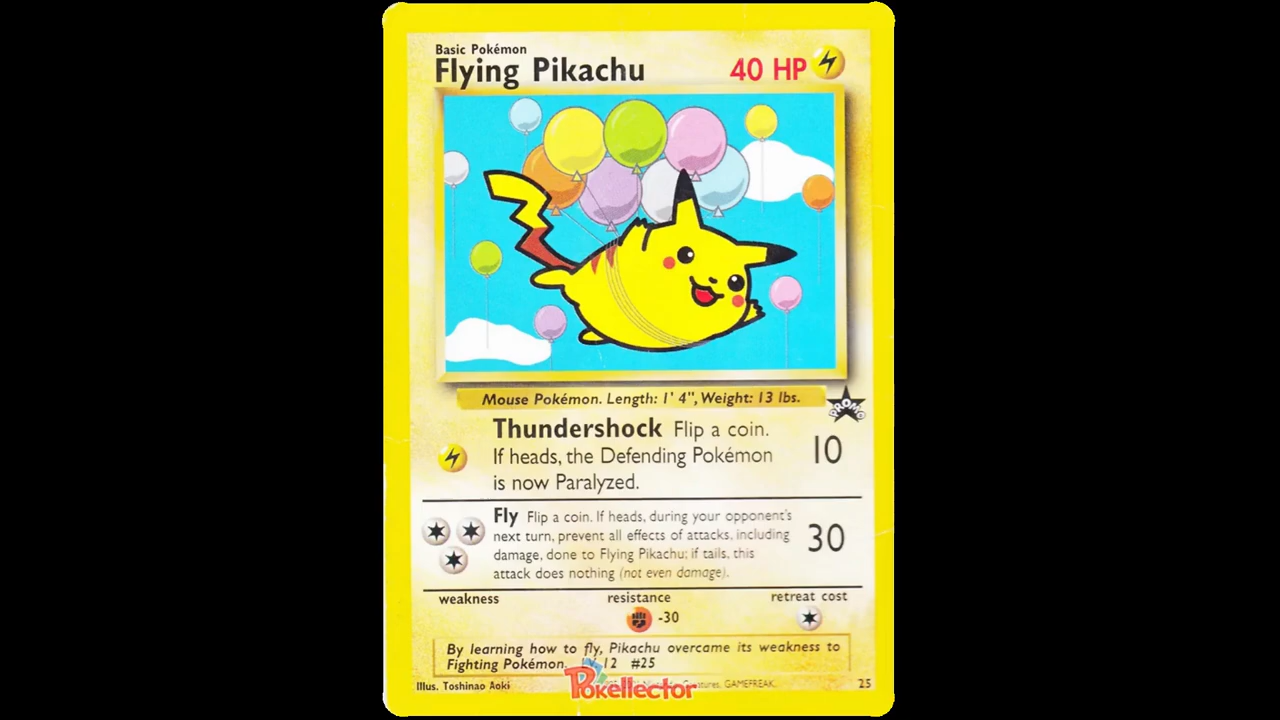 Basic Pokémon
Flying Pikachu 40 HP
Mouse Pokémon. Length: 1' 4", Weight: 13 lbs.
PROMO
Thundershock Flip a coin.
If heads, the Defending Pokémon
is now Paralyzed.
10
Fly Flip a coin. If heads, during your opponent's
next turn, prevent all effects of attacks, including
damage, done to Flying Pikachu; if tails, this
attack does nothing (not even damage).
30
weakness resistance retreat cost
-30
By learning how to fly, Pikachu overcame its weakness to
Fighting Pokémon. 12 #25
Illus. Toshinao Aoki GAMEFREAK. 25
Pokellector